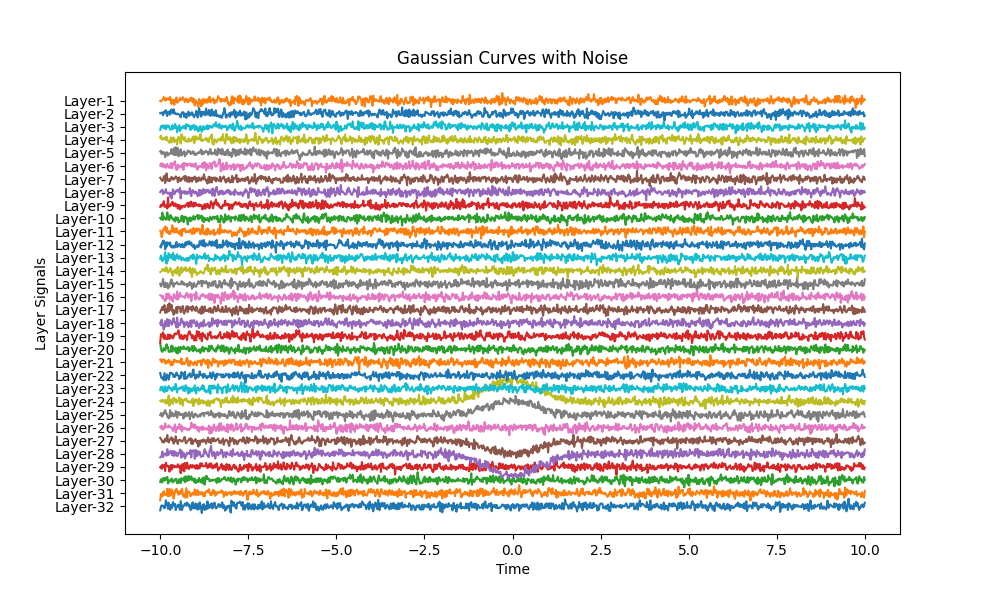 Gaussian Curves with Noise
Layer Signals
Layer-1
Layer-2
Layer-3
Layer-4
Layer-5
Layer-6
Layer-7
Layer-8
Layer-9
Layer-10
Layer-11
Layer-12
Layer-13
Layer-14
Layer-15
Layer-16
Layer-17
Layer-18
Layer-19
Layer-20
Layer-21
Layer-22
Layer-23
Layer-24
Layer-25
Layer-26
Layer-27
Layer-28
Layer-29
Layer-30
Layer-31
Layer-32
−10.0 −7.5 −5.0 −2.5 0.0 2.5 5.0 7.5 10.0
Time